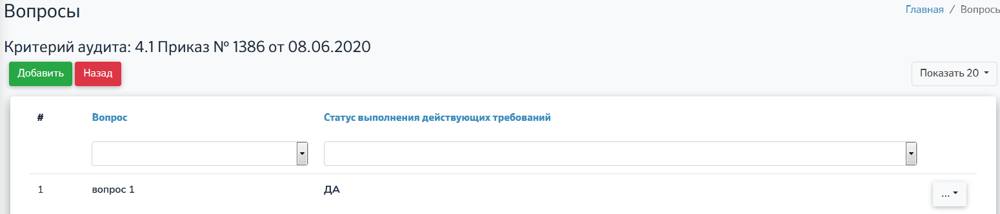 Вопросы
Главная / Вопросы
Критерий аудита: 4.1 Приказ № 1386 от 08.06.2020
Добавить Назад
Показать 20
# Вопрос Статус выполнения действующих требований
1 вопрос 1 ДА ...